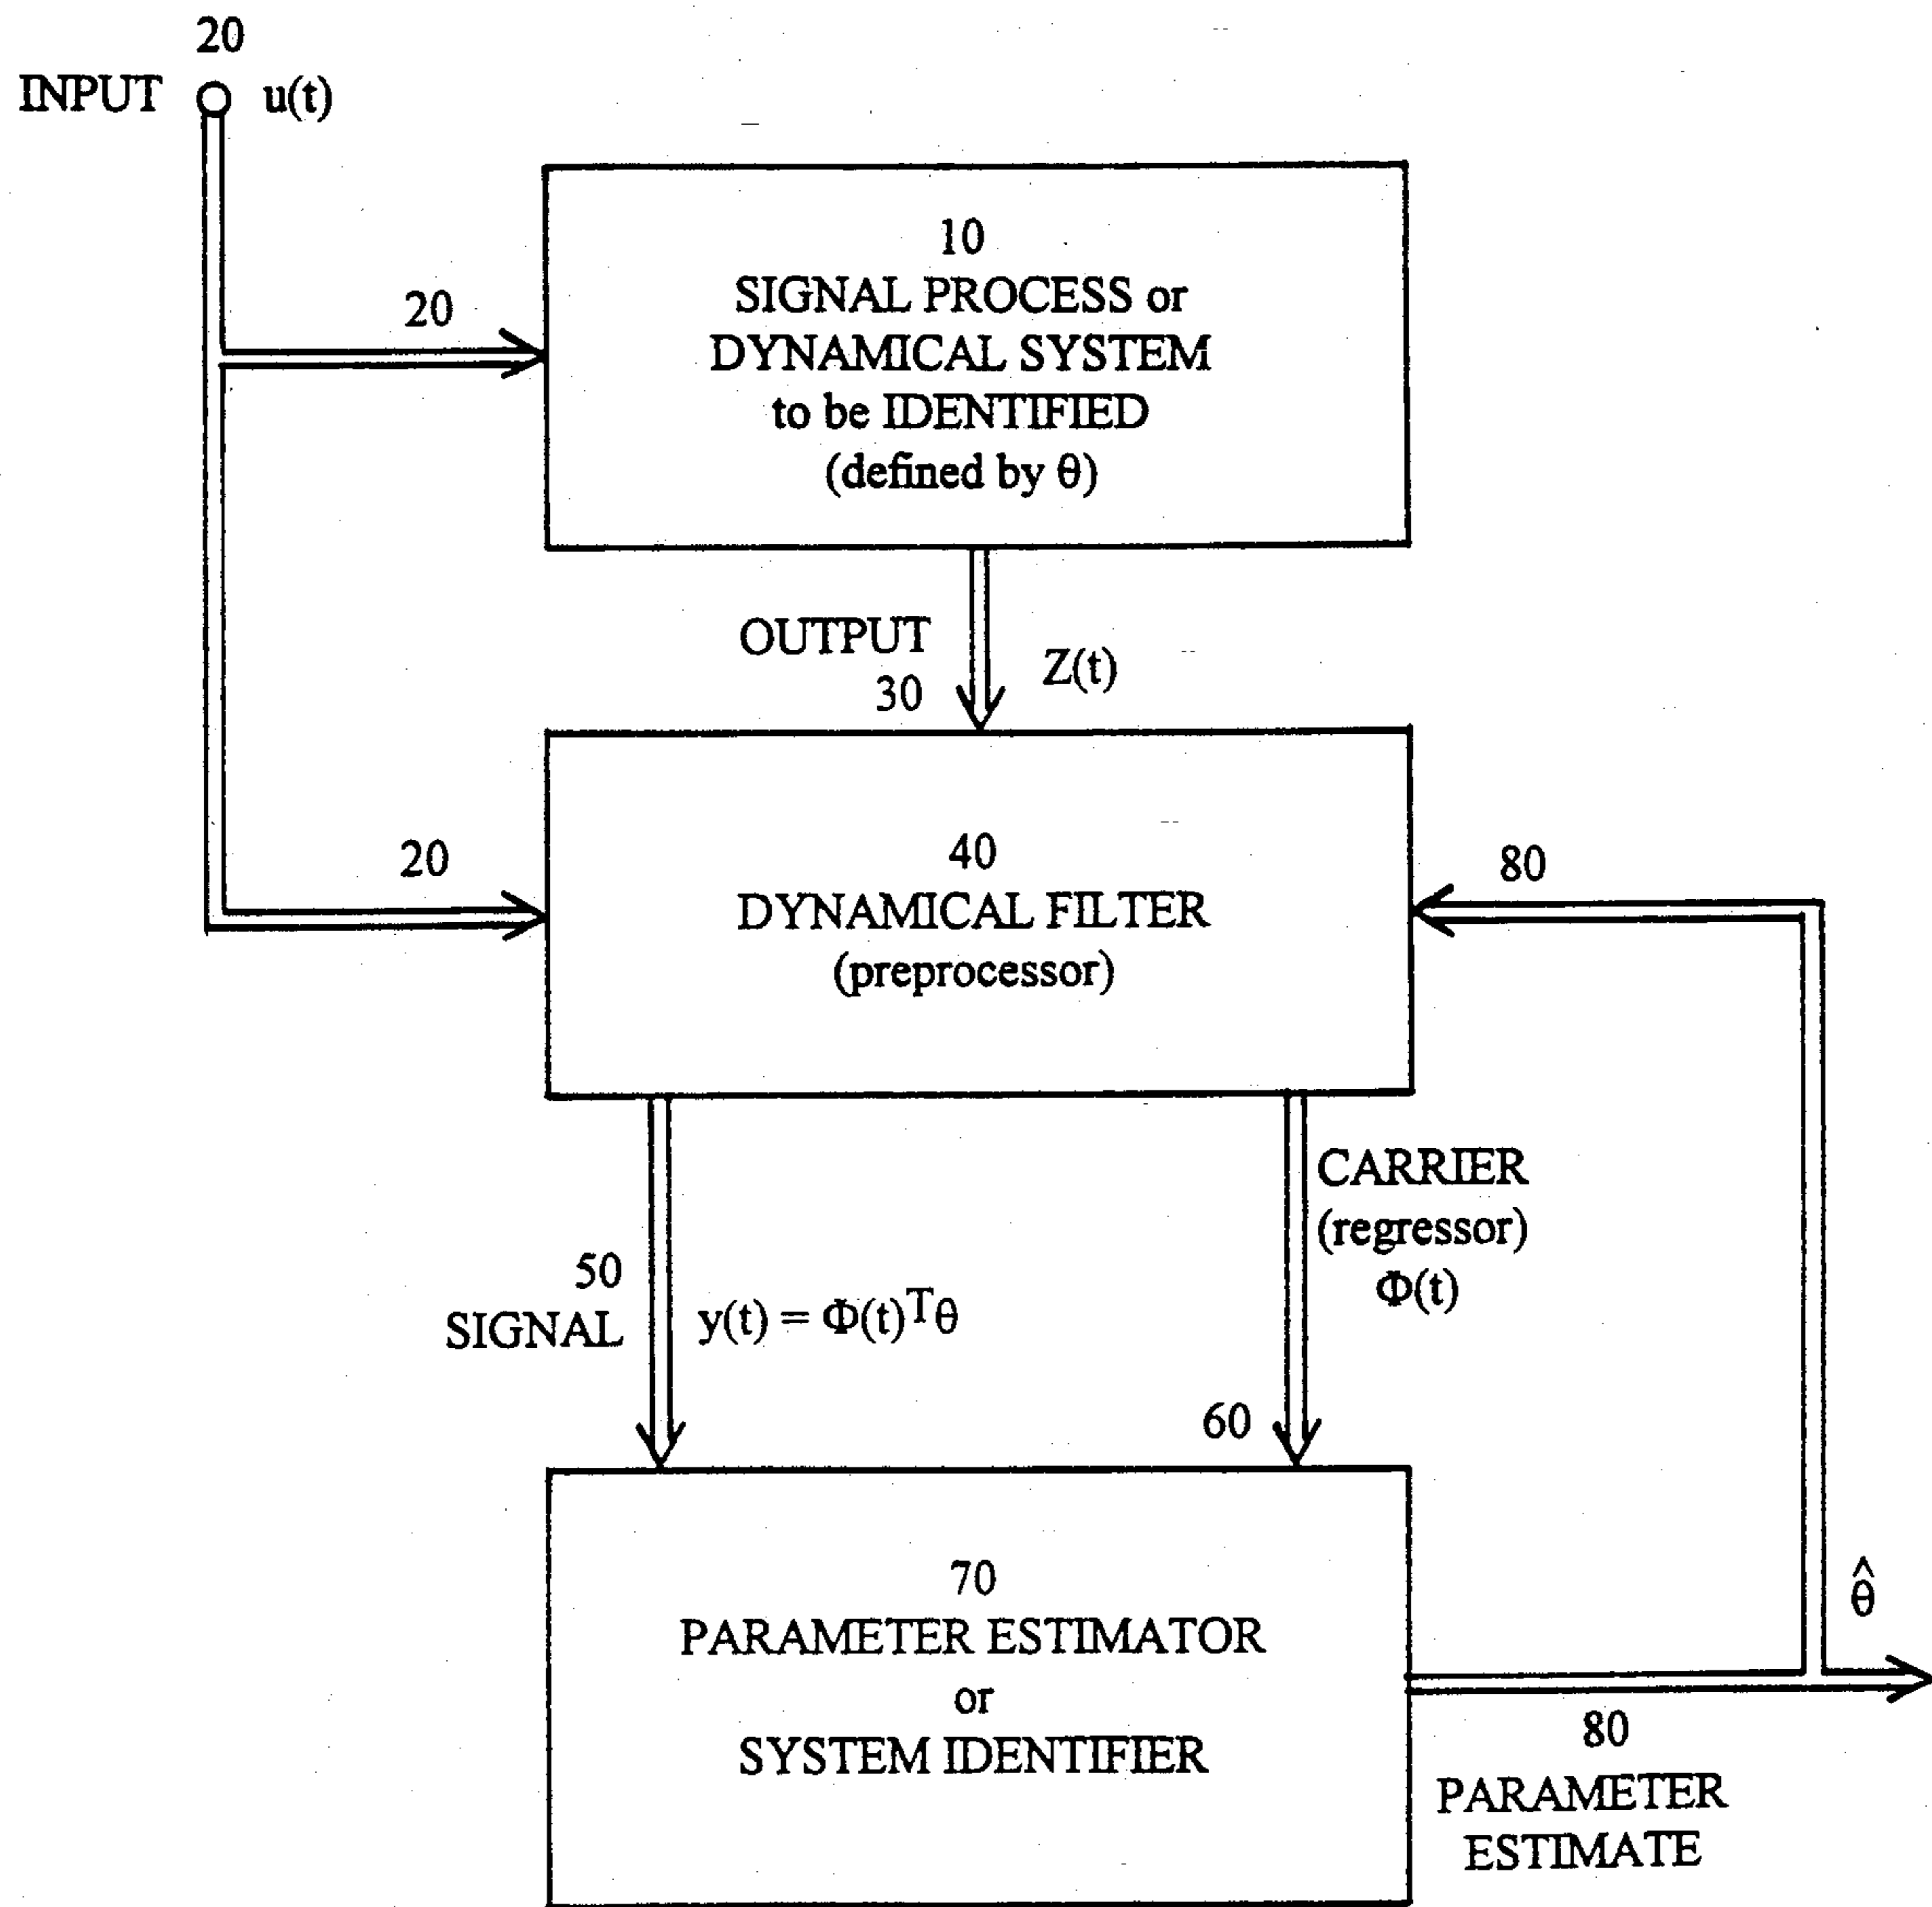 20
INPUT u(t)
10
SIGNAL PROCESS or
DYNAMICAL SYSTEM
to be IDENTIFIED
(defined by θ)
20
OUTPUT
30
Z(t)
20
40
DYNAMICAL FILTER
(preprocessor)
80
50
SIGNAL
y(t) = Φ(t)ᵀθ
CARRIER
(regressor)
Φ(t)
60
70
PARAMETER ESTIMATOR
or
SYSTEM IDENTIFIER
θ̂
80
PARAMETER
ESTIMATE